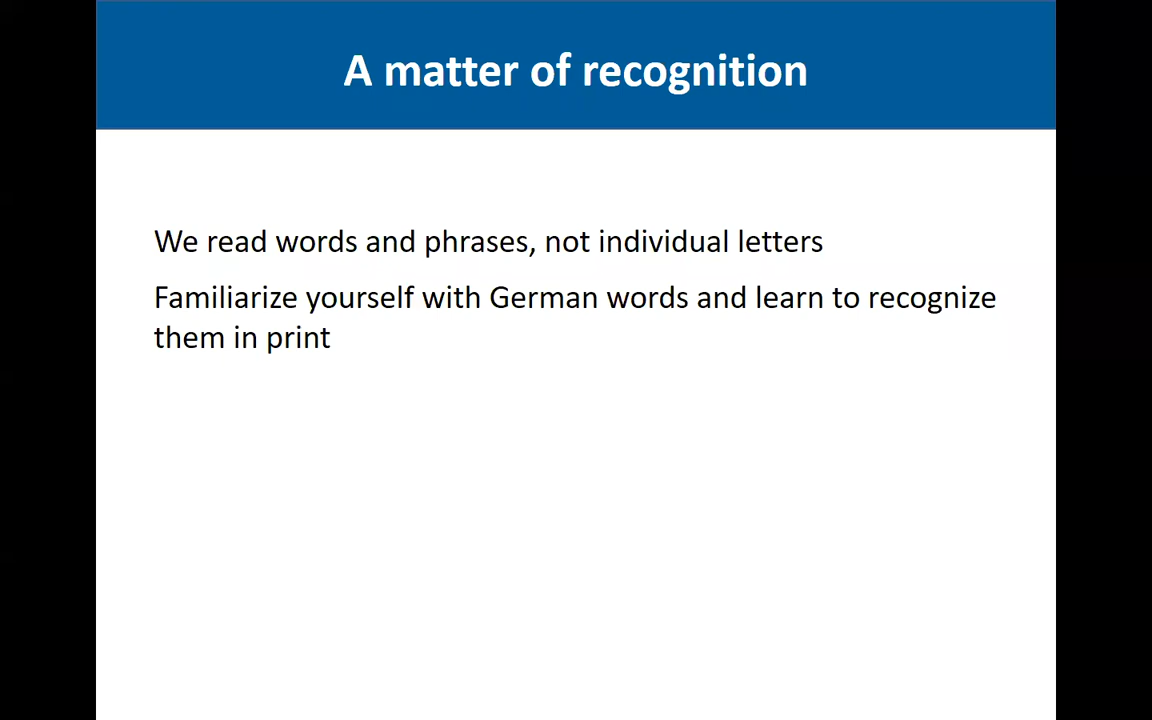 A matter of recognition
We read words and phrases, not individual letters
Familiarize yourself with German words and learn to recognize
them in print